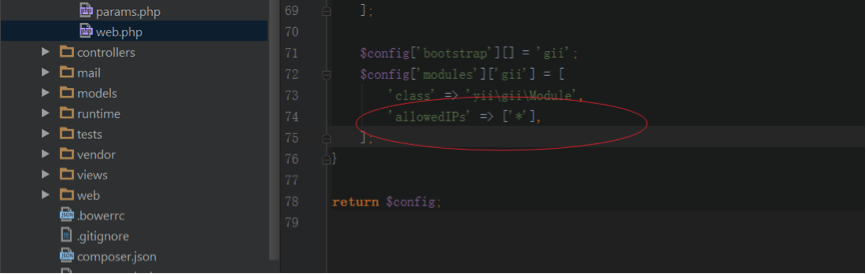 params.php
web.php
controllers
mail
models
runtime
tests
vendor
views
web
.bowerrc
.gitignore
composer.json
69 ];
70
71 $config['bootstrap'][] = 'gii';
72 $config['modules']['gii'] = [
73 'class' => 'yii\gii\Module',
74 'allowedIPs' => ['*'],
75 ];
76 }
77
78 return $config;
79